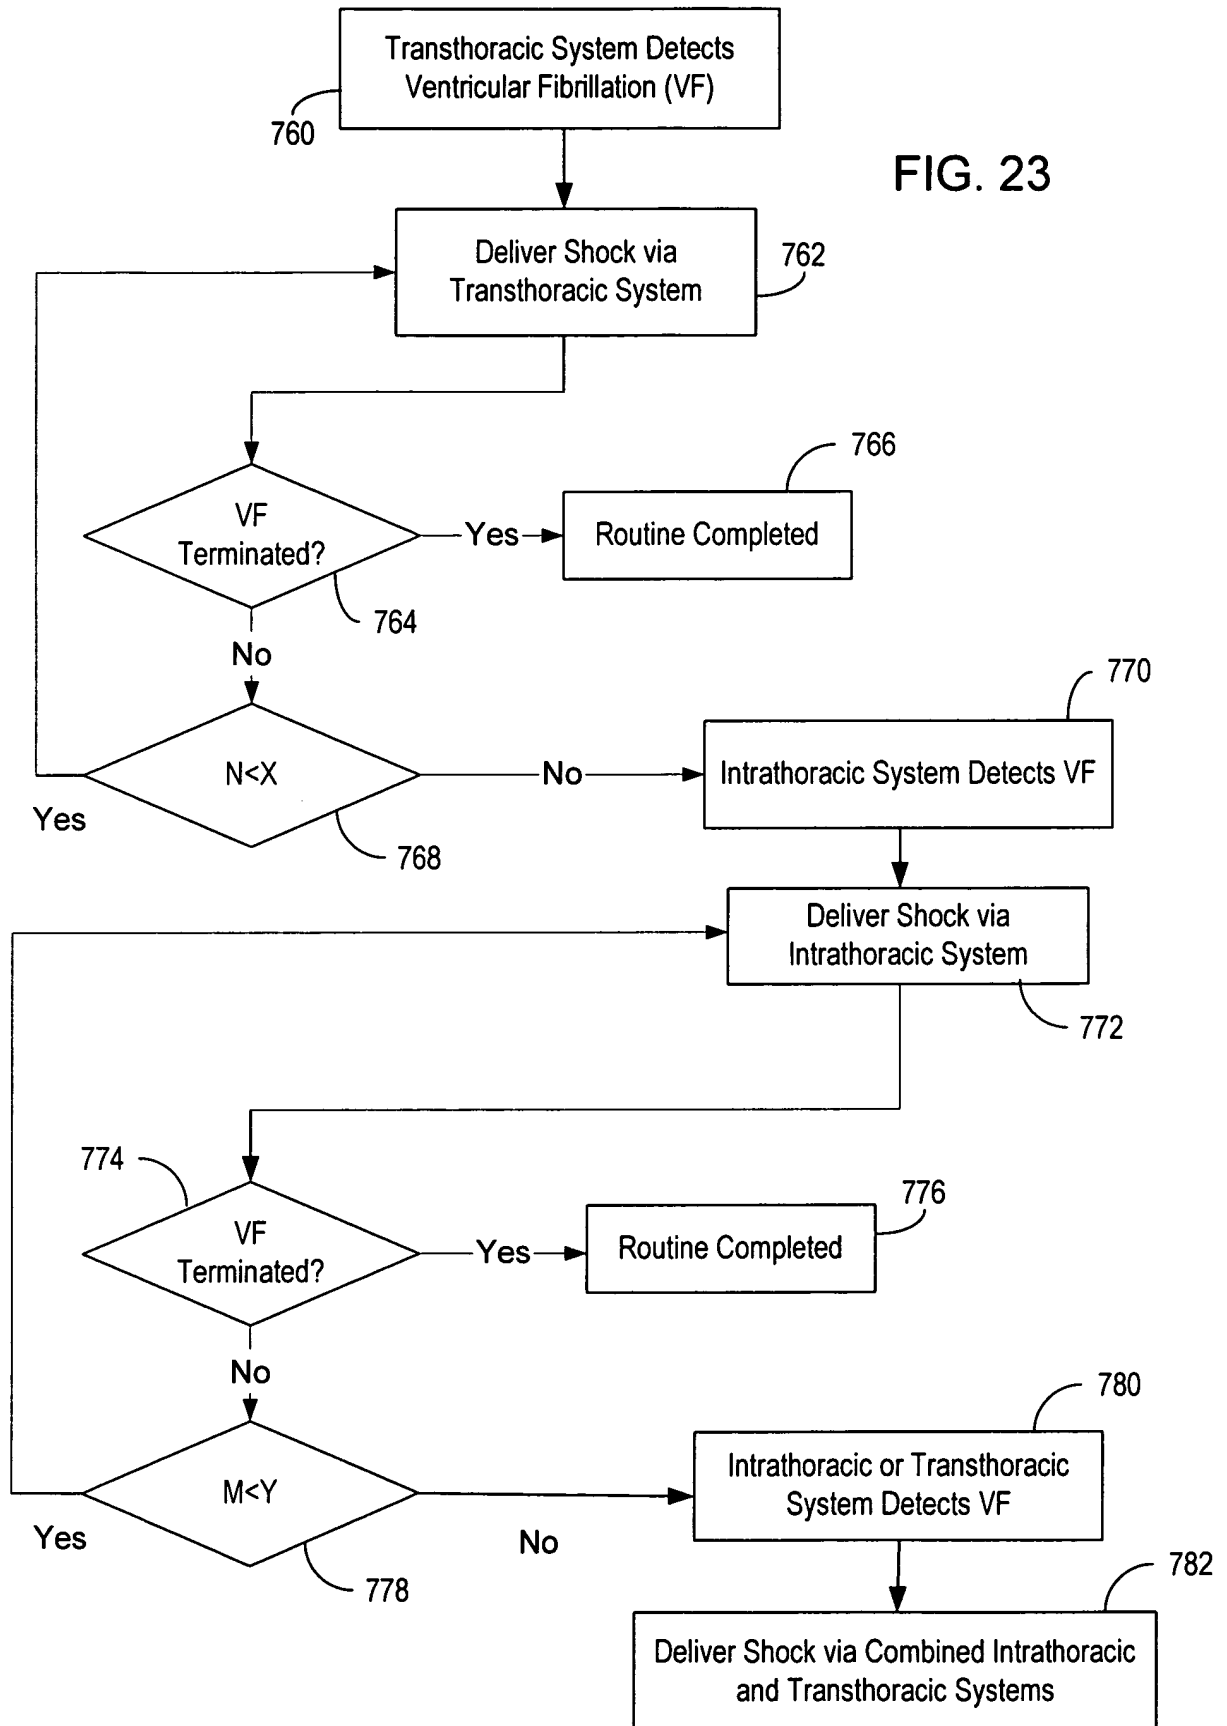 Transthoracic System Detects
Ventricular Fibrillation (VF)
760
FIG. 23
Deliver Shock via
Transthoracic System
762
766
VF
Terminated?
Yes
Routine Completed
764
No
770
N<X
No
Intrathoracic System Detects VF
Yes
768
Deliver Shock via
Intrathoracic System
772
774
776
VF
Terminated?
Yes
Routine Completed
No
780
M<Y
Intrathoracic or Transthoracic
System Detects VF
Yes
No
778
782
Deliver Shock via Combined Intrathoracic
and Transthoracic Systems